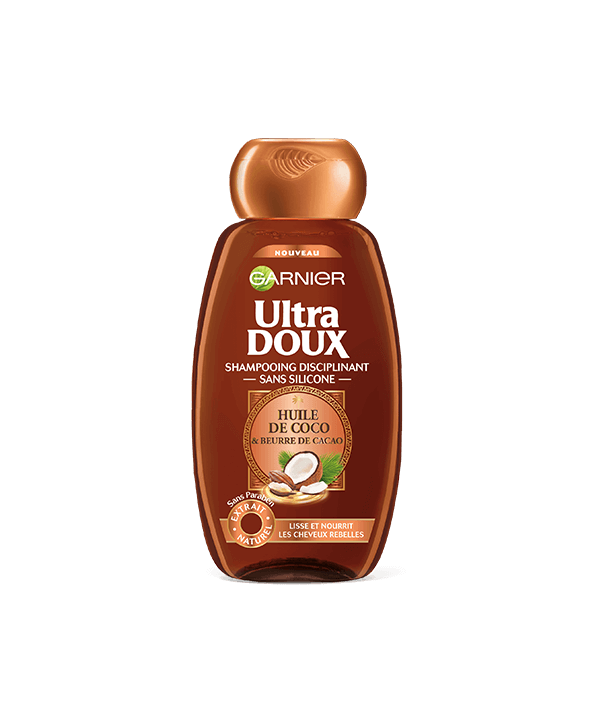 NOUVEAU
GARNIER
Ultra
DOUX
SHAMPOOING DISCIPLINANT
— SANS SILICONE —
HUILE
DE COCO
& BEURRE DE CACAO
Sans Paraben
EXTRAIT
NATUREL
LISSE ET NOURRIT
LES CHEVEUX REBELLES